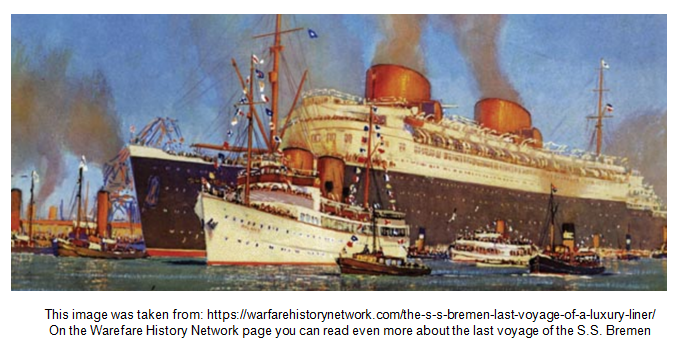 This image was taken from: https://warfarehistorynetwork.com/the-s-s-bremen-last-voyage-of-a-luxury-liner/
On the Warefare History Network page you can read even more about the last voyage of the S.S. Bremen